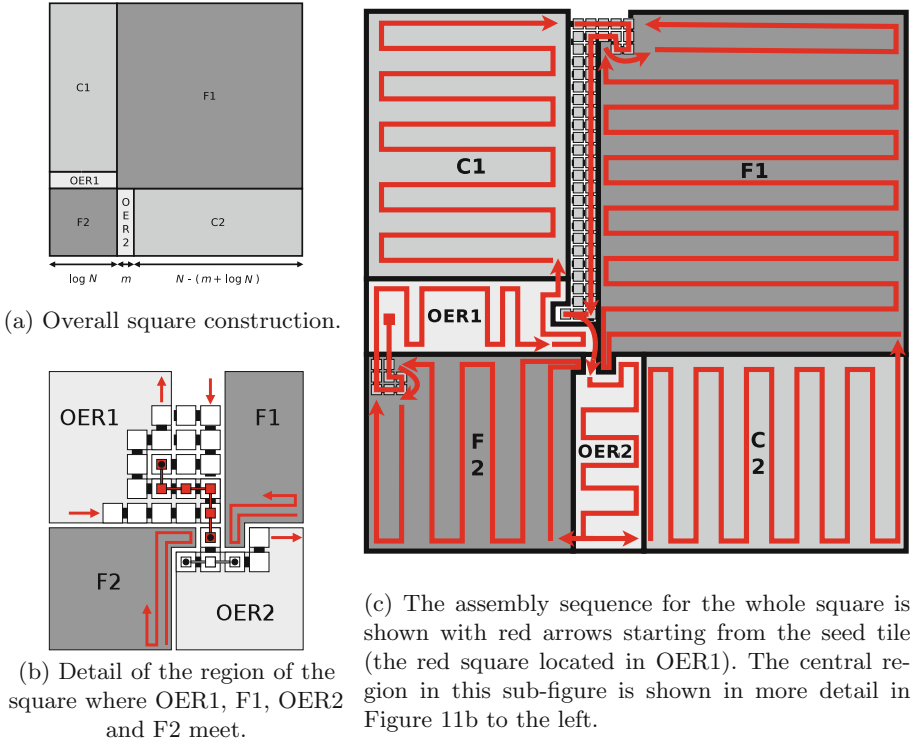 C1
F1
OER1
F2
O
E
R
2
C2
log N
m
N - ( m + log N )
(a) Overall square construction.
OER1
F1
F2
OER2
(b) Detail of the region of the
square where OER1, F1, OER2
and F2 meet.
C1
F1
OER1
F
2
OER2
C
2
(c) The assembly sequence for the whole square is
shown with red arrows starting from the seed tile
(the red square located in OER1). The central re-
gion in this sub-figure is shown in more detail in
Figure 11b to the left.